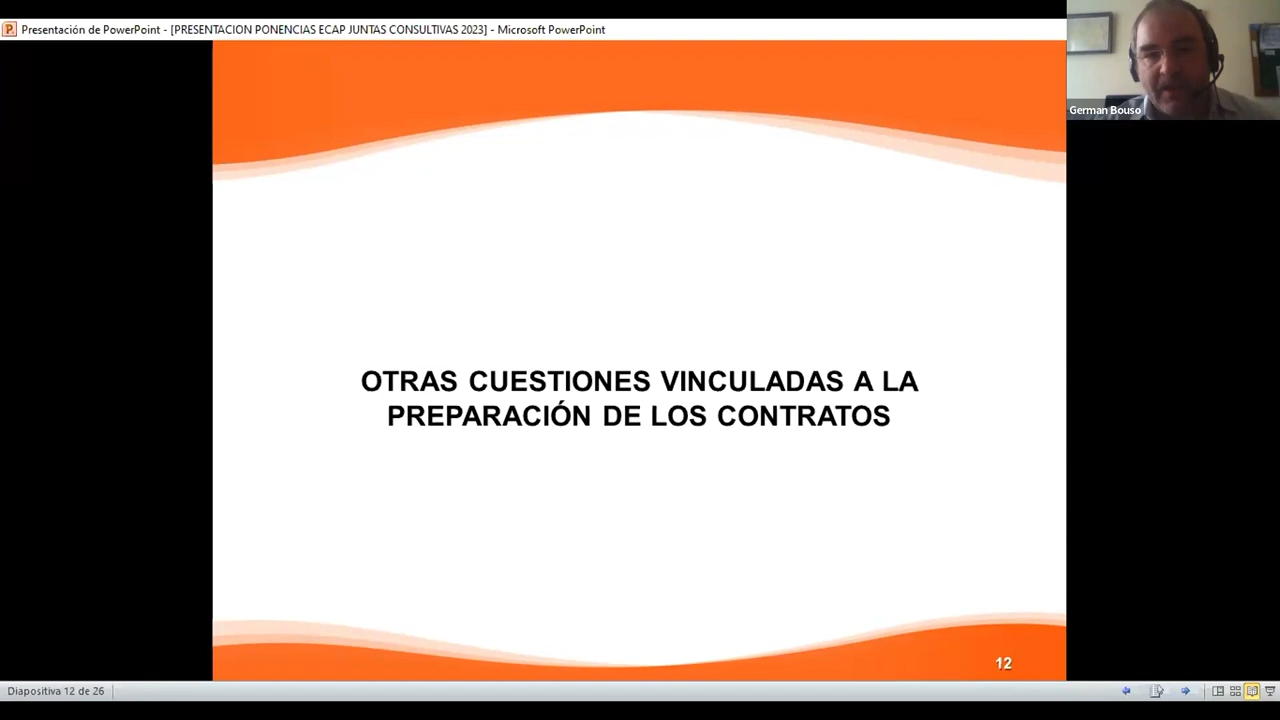 Presentación de PowerPoint - [PRESENTACION PONENCIAS ECAP JUNTAS CONSULTIVAS 2023] - Microsoft PowerPoint
German Bouso
OTRAS CUESTIONES VINCULADAS A LA
PREPARACIÓN DE LOS CONTRATOS
12
Diapositiva 12 de 26